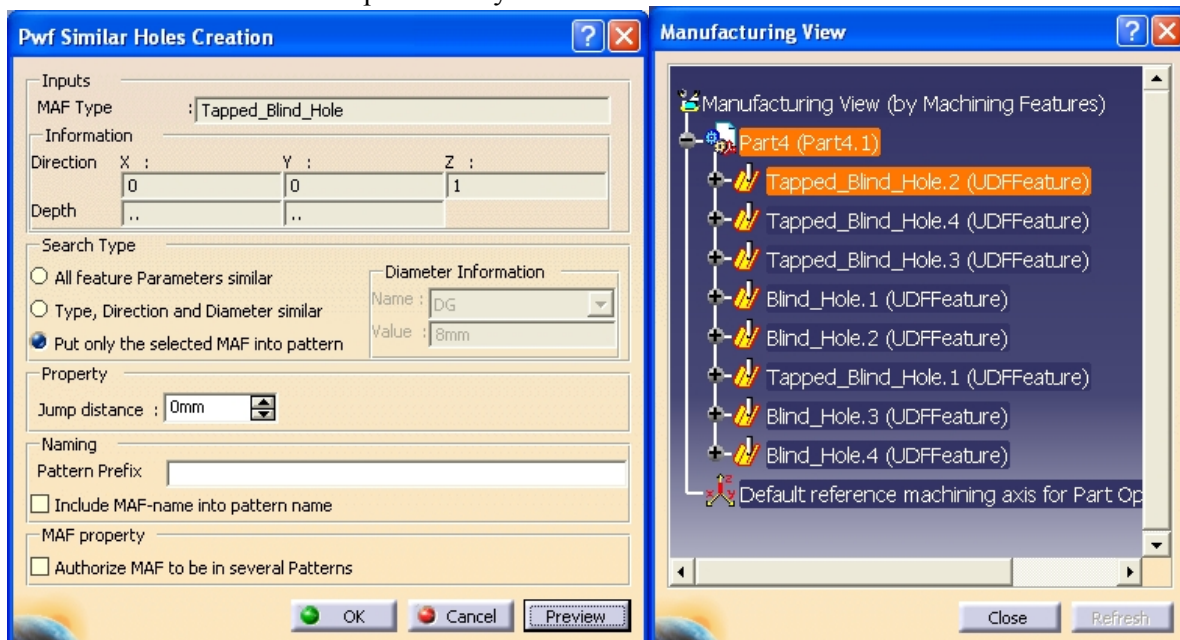 Pwf Similar Holes Creation
Inputs
MAF Type : Tapped_Blind_Hole
Information
Direction X : Y : Z :
0 0 1
Depth .. ..
Search Type
All feature Parameters similar
Type, Direction and Diameter similar
Put only the selected MAF into pattern
Diameter Information
Name : DG
Value : 8mm
Property
Jump distance : 0mm
Naming
Pattern Prefix
Include MAF-name into pattern name
MAF property
Authorize MAF to be in several Patterns
OK Cancel Preview
Manufacturing View
Manufacturing View (by Machining Features)
Part4 (Part4.1)
Tapped_Blind_Hole.2 (UDFFeature)
Tapped_Blind_Hole.4 (UDFFeature)
Tapped_Blind_Hole.3 (UDFFeature)
Blind_Hole.1 (UDFFeature)
Blind_Hole.2 (UDFFeature)
Tapped_Blind_Hole.1 (UDFFeature)
Blind_Hole.3 (UDFFeature)
Blind_Hole.4 (UDFFeature)
Default reference machining axis for Part Op
Close Refresh